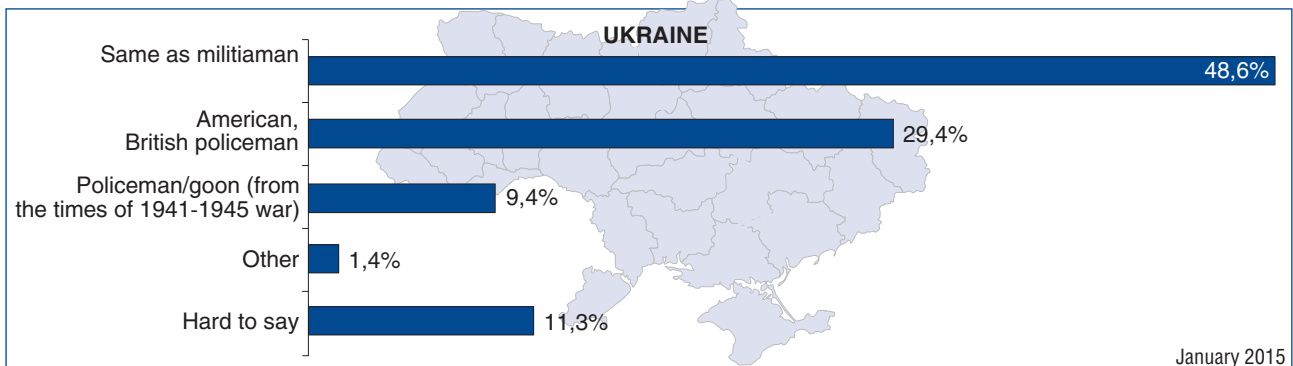 UKRAINE
Same as militiaman
48,6%
American,
British policeman
29,4%
Policeman/goon (from
the times of 1941-1945 war)
9,4%
Other
1,4%
Hard to say
11,3%
January 2015